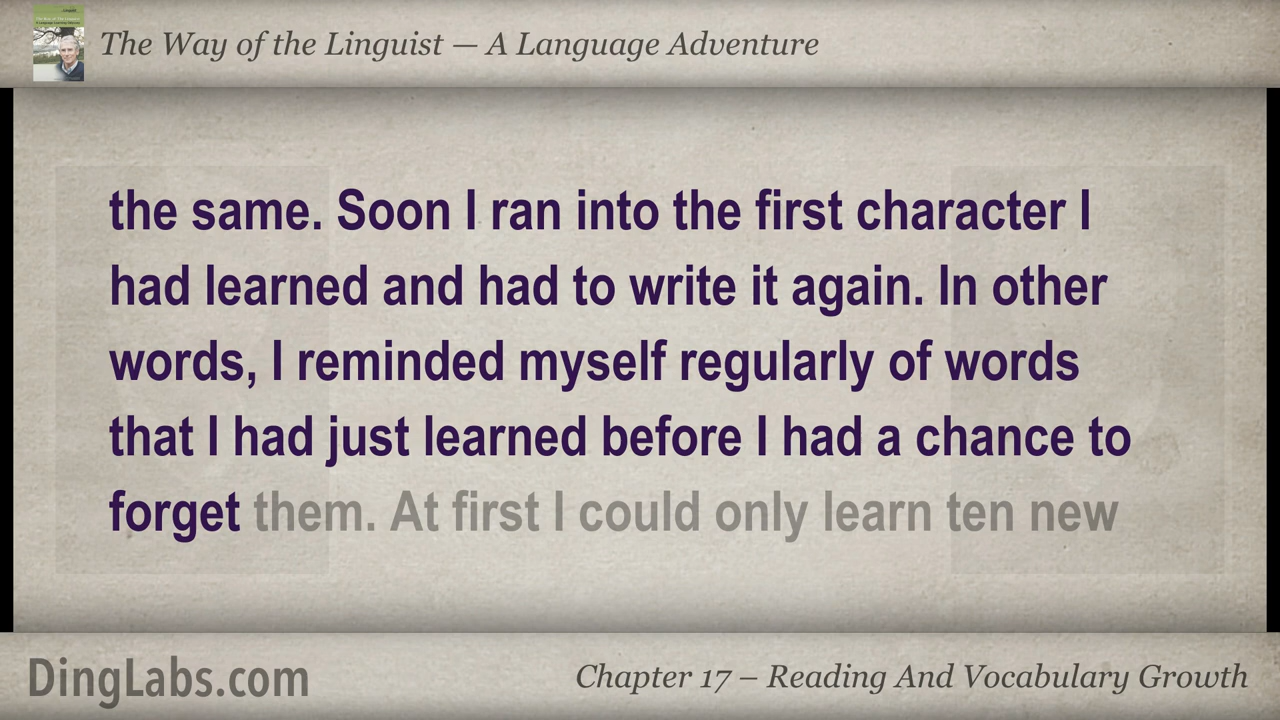 The Way of the Linguist — A Language Adventure
the same. Soon I ran into the first character I
had learned and had to write it again. In other
words, I reminded myself regularly of words
that I had just learned before I had a chance to
forget them. At first I could only learn ten new
DingLabs.com
Chapter 17 – Reading And Vocabulary Growth